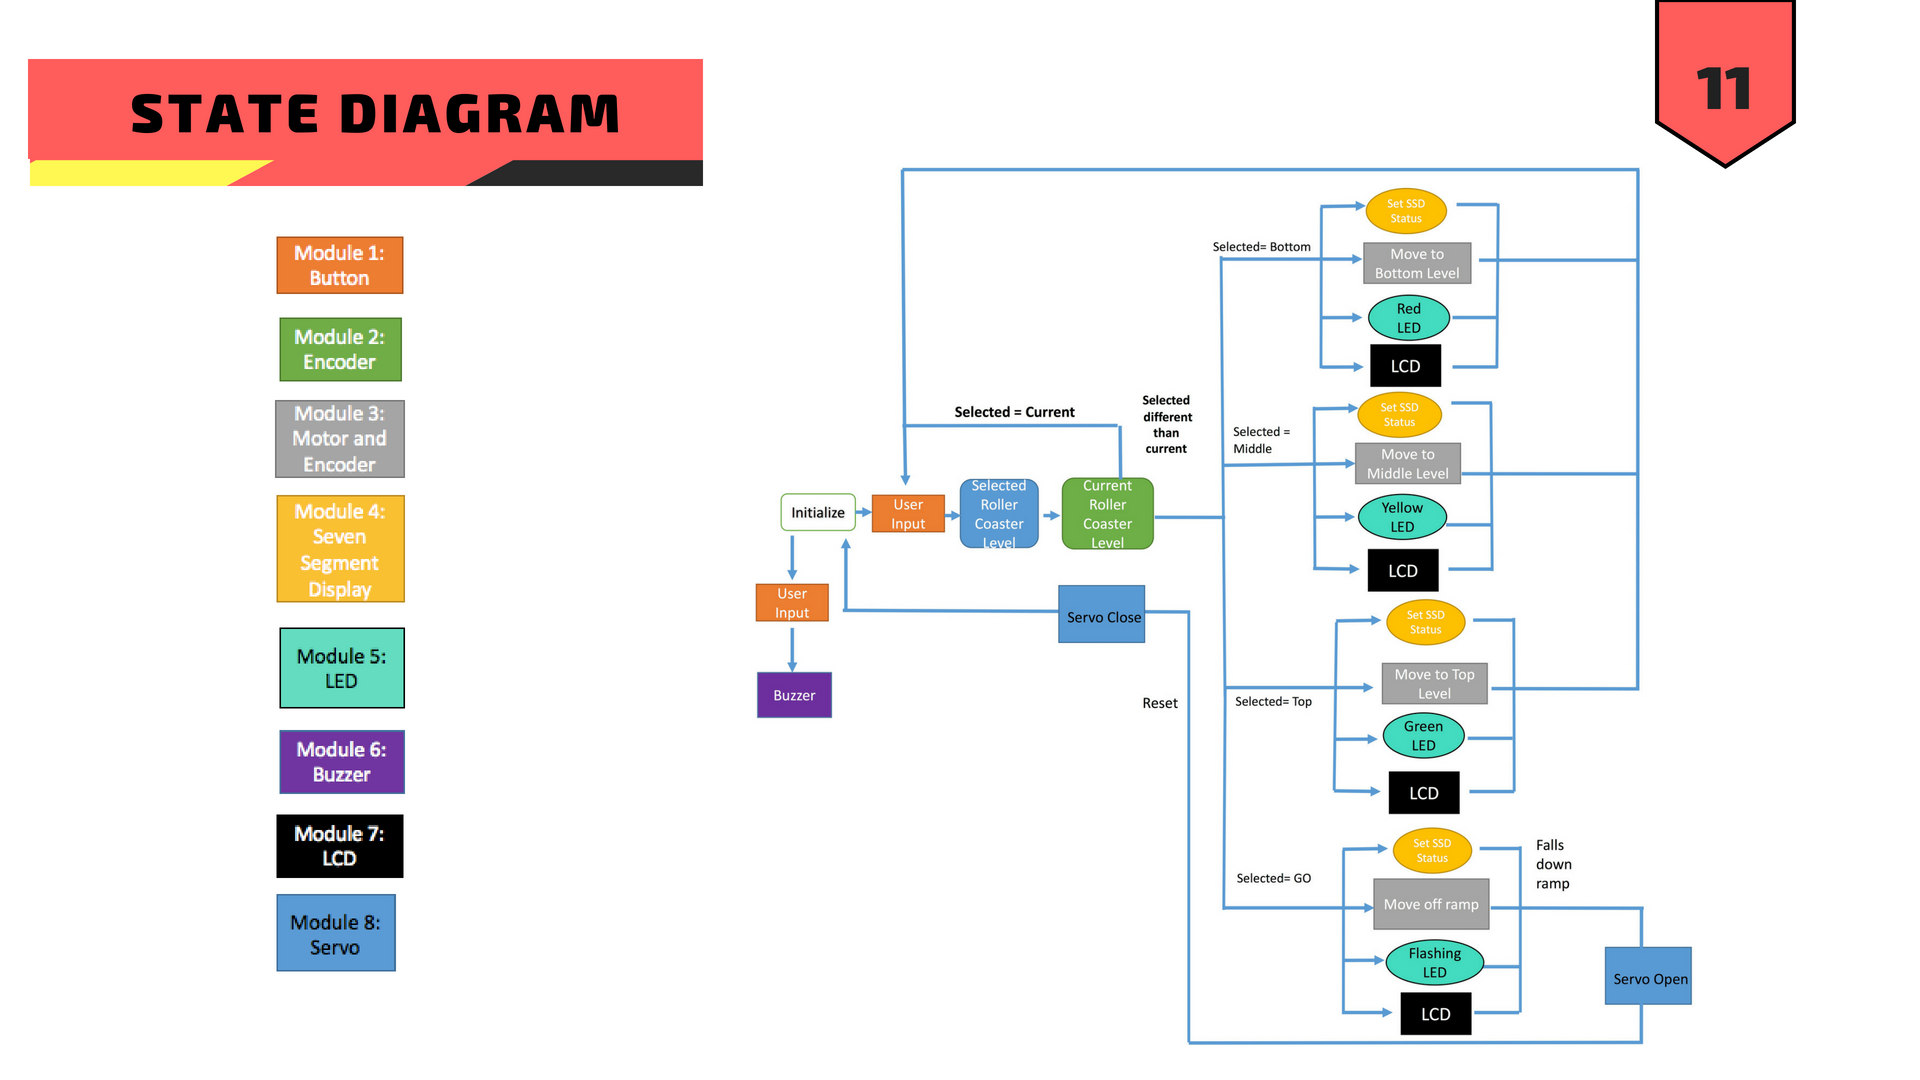 STATE DIAGRAM
11
Module 1:
Button
Module 2:
Encoder
Module 3:
Motor and
Encoder
Module 4:
Seven
Segment
Display
Module 5:
LED
Module 6:
Buzzer
Module 7:
LCD
Module 8:
Servo
Initialize
User
Input
Selected
Roller
Coaster
Level
Current
Roller
Coaster
Level
Selected = Current
Selected
different
than
current
User
Input
Buzzer
Servo Close
Reset
Selected= Bottom
Set SSD
Status
Move to
Bottom Level
Red
LED
LCD
Selected =
Middle
Set SSD
Status
Move to
Middle Level
Yellow
LED
LCD
Selected= Top
Set SSD
Status
Move to Top
Level
Green
LED
LCD
Selected= GO
Set SSD
Status
Move off ramp
Flashing
LED
LCD
Falls
down
ramp
Servo Open